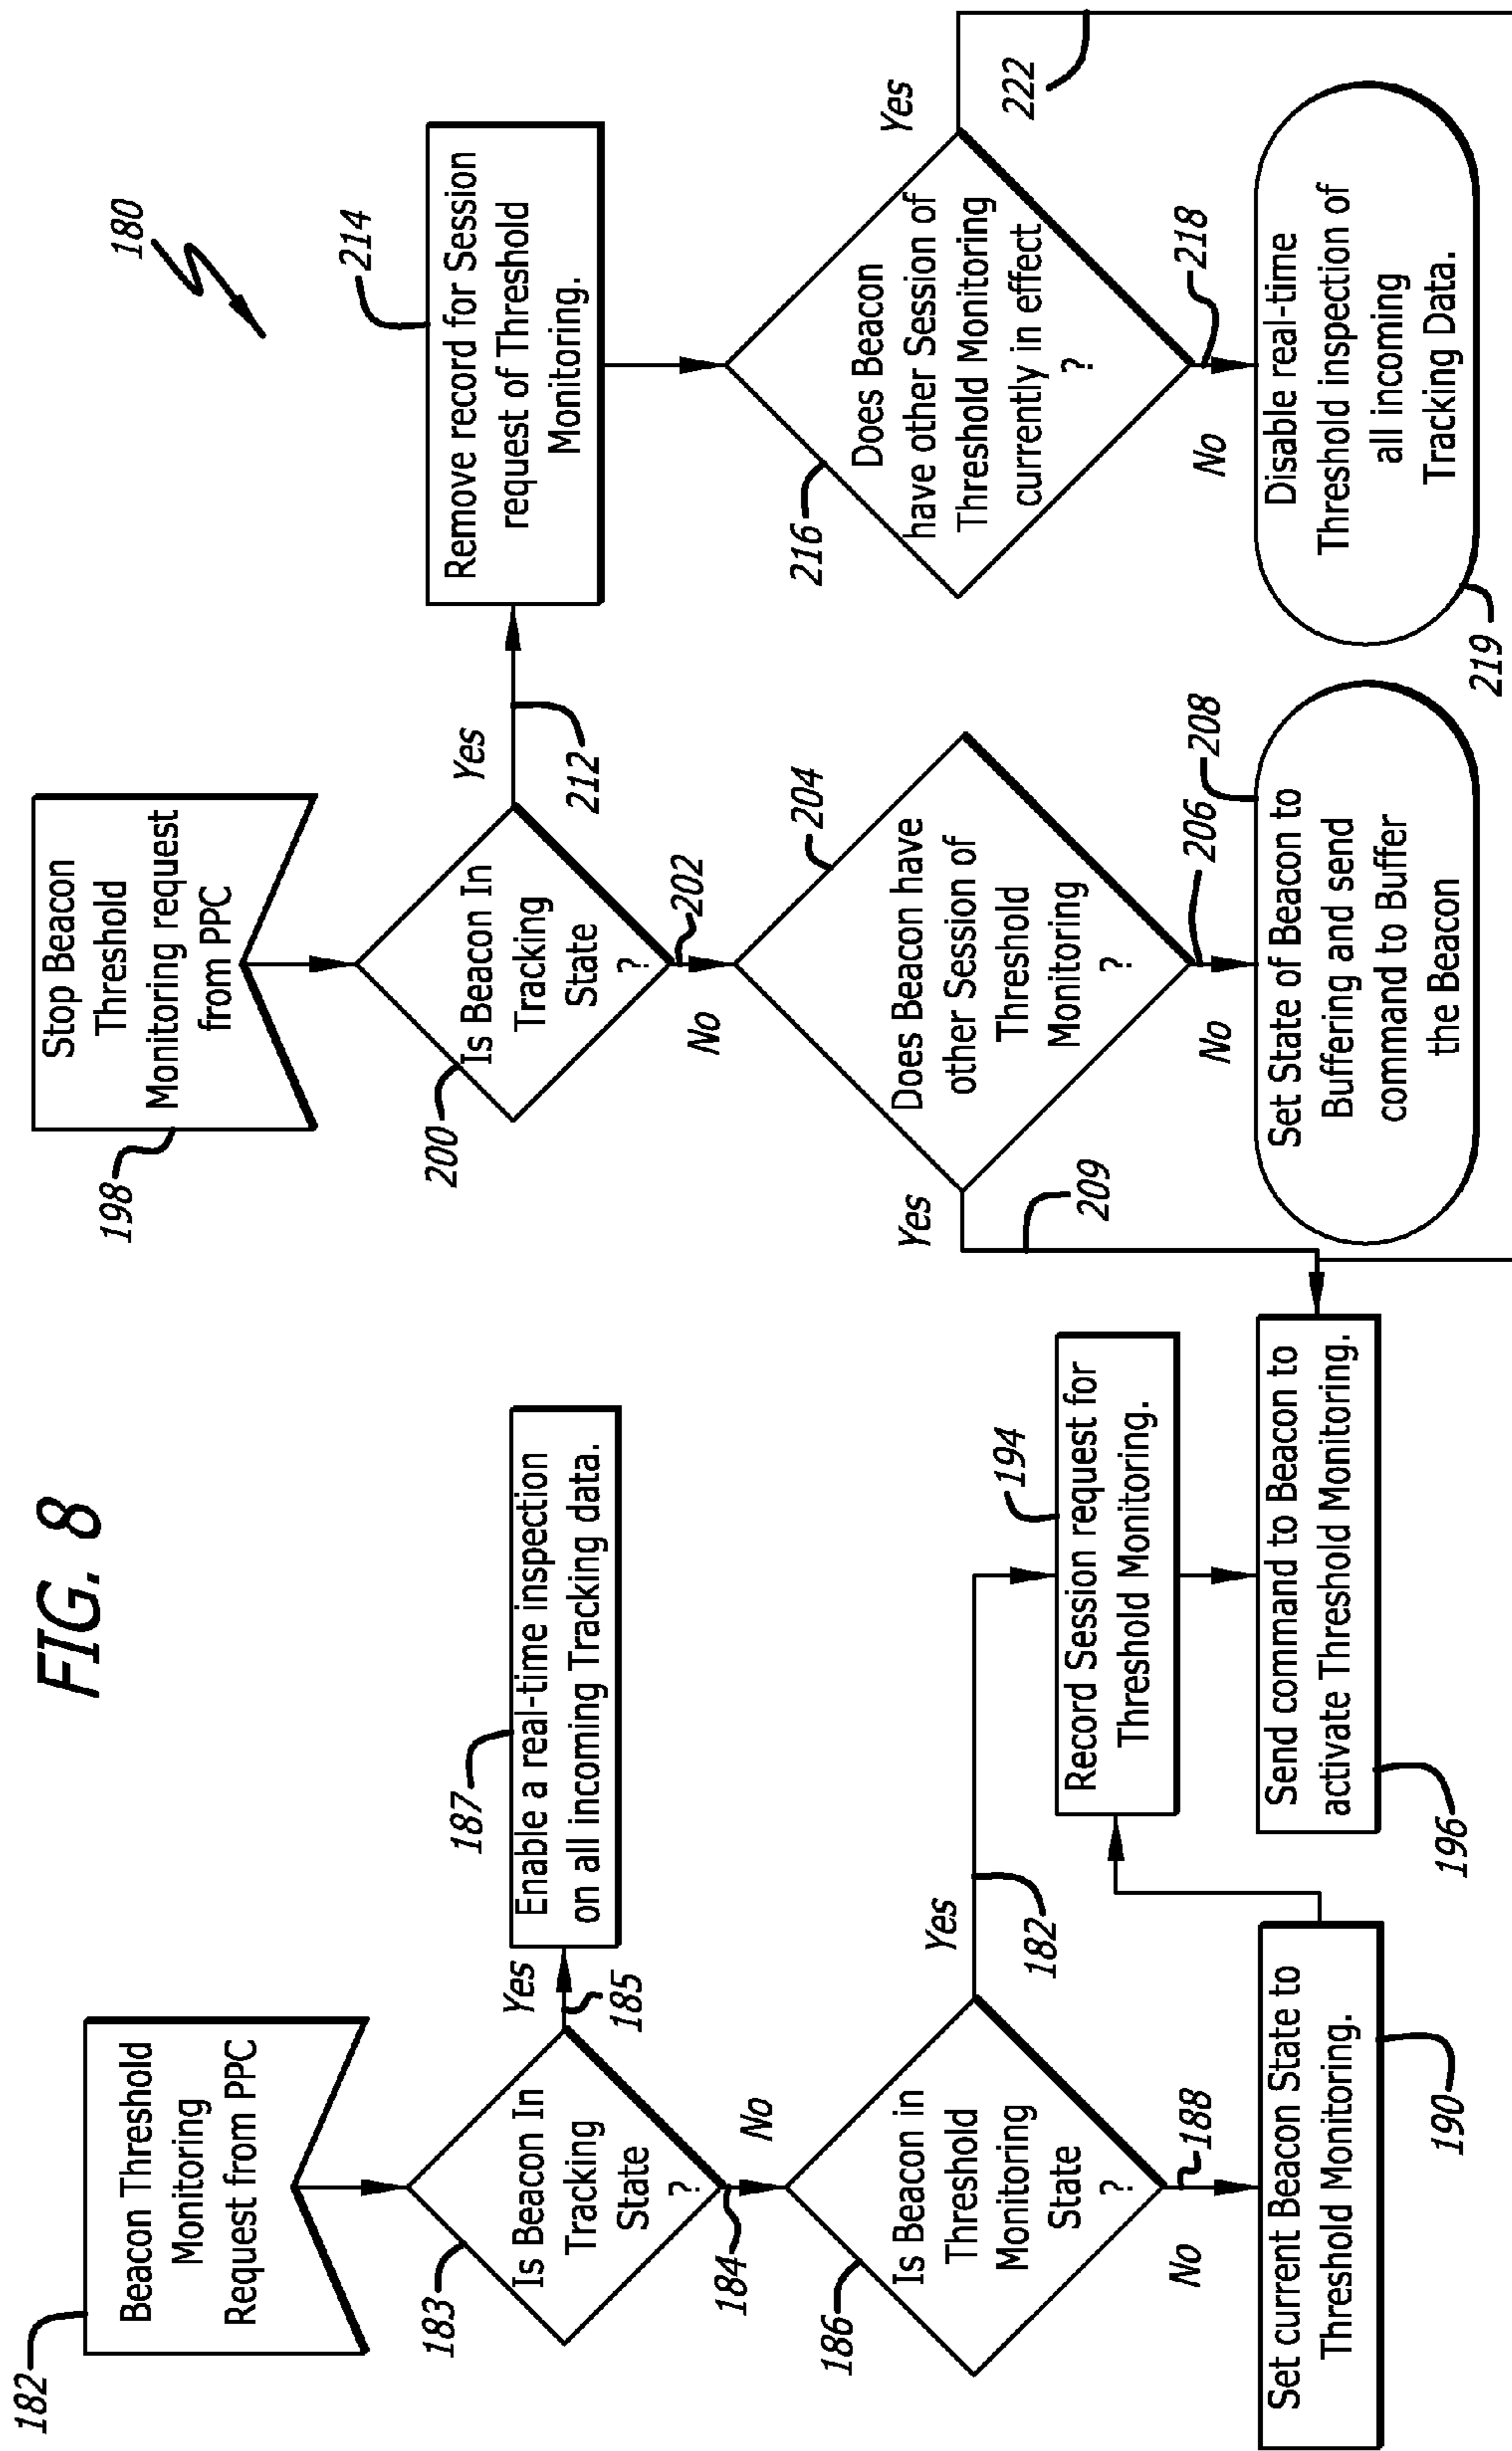 FIG. 8
180
182
Beacon Threshold
Monitoring
Request from PPC
183
Is Beacon In
Tracking
State
?
Yes
185
187
Enable a real-time inspection
on all incoming Tracking data.
184
No
186
Is Beacon in
Threshold
Monitoring
State
?
Yes
182
No
188
Set current Beacon State to
Threshold Monitoring.
190
194
Record Session request for
Threshold Monitoring.
Send command to Beacon to
activate Threshold Monitoring.
196
198
Stop Beacon
Threshold
Monitoring request
from PPC
200
Is Beacon In
Tracking
State
?
Yes
212
No
202
204
Does Beacon have
other Session of
Threshold
Monitoring
?
Yes
209
No
206
208
Set State of Beacon to
Buffering and send
command to Buffer
the Beacon
214
Remove record for Session
request of Threshold
Monitoring.
216
Does Beacon
have other Session of
Threshold Monitoring
currently in effect
?
Yes
222
No
218
Disable real-time
Threshold inspection of
all incoming
Tracking Data.
219